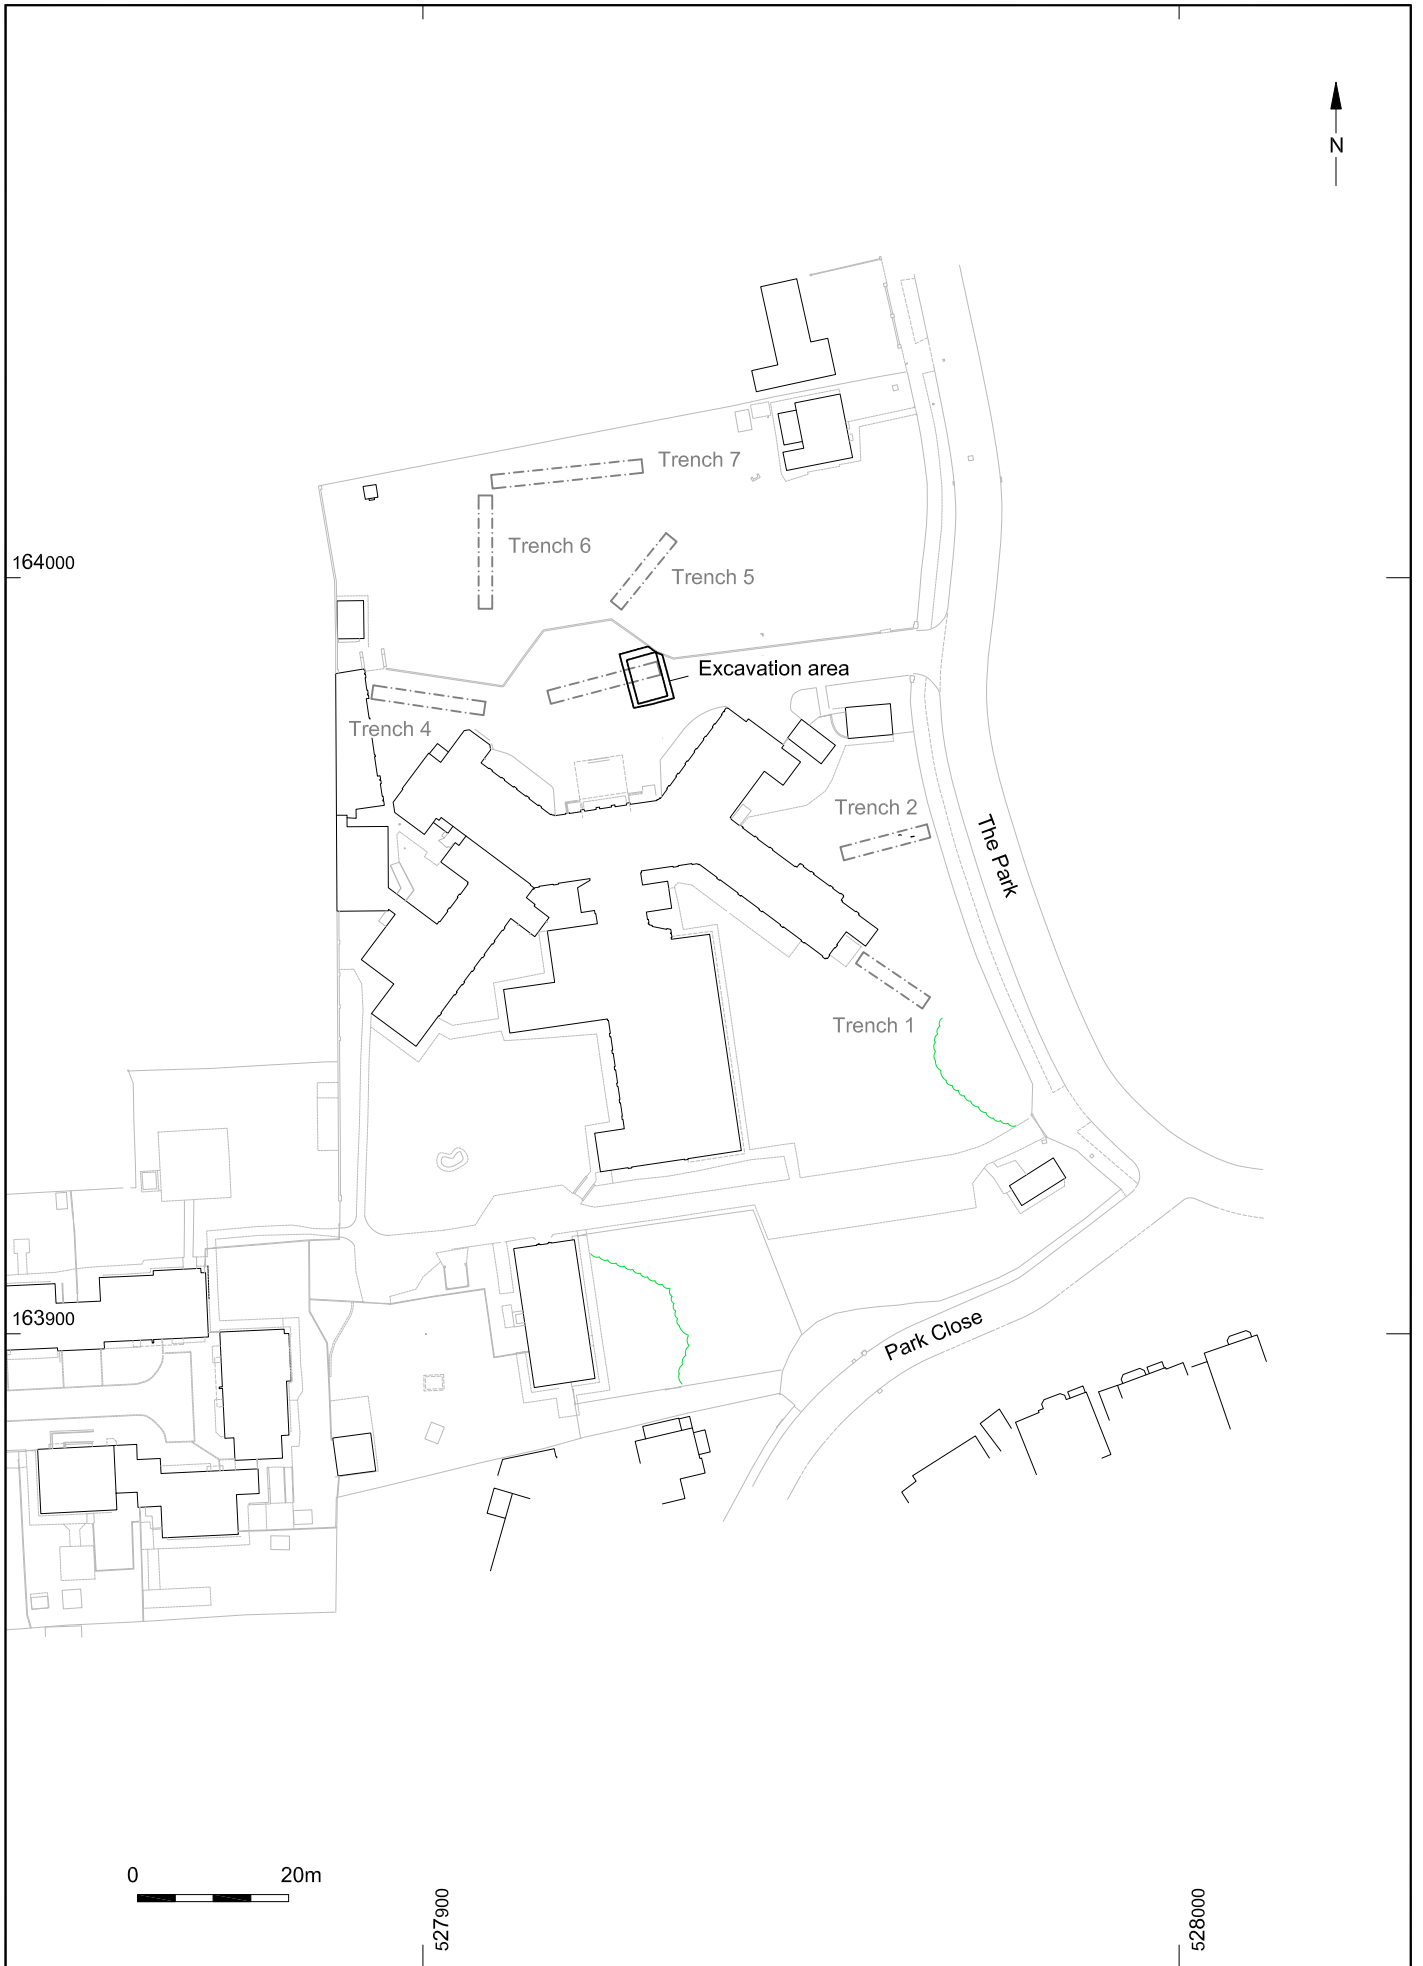 N
Trench 7
164000
Trench 6
Trench 5
Excavation area
Trench 4
Trench 2
The Park
Trench 1
163900
Park Close
0 20m
527900
528000